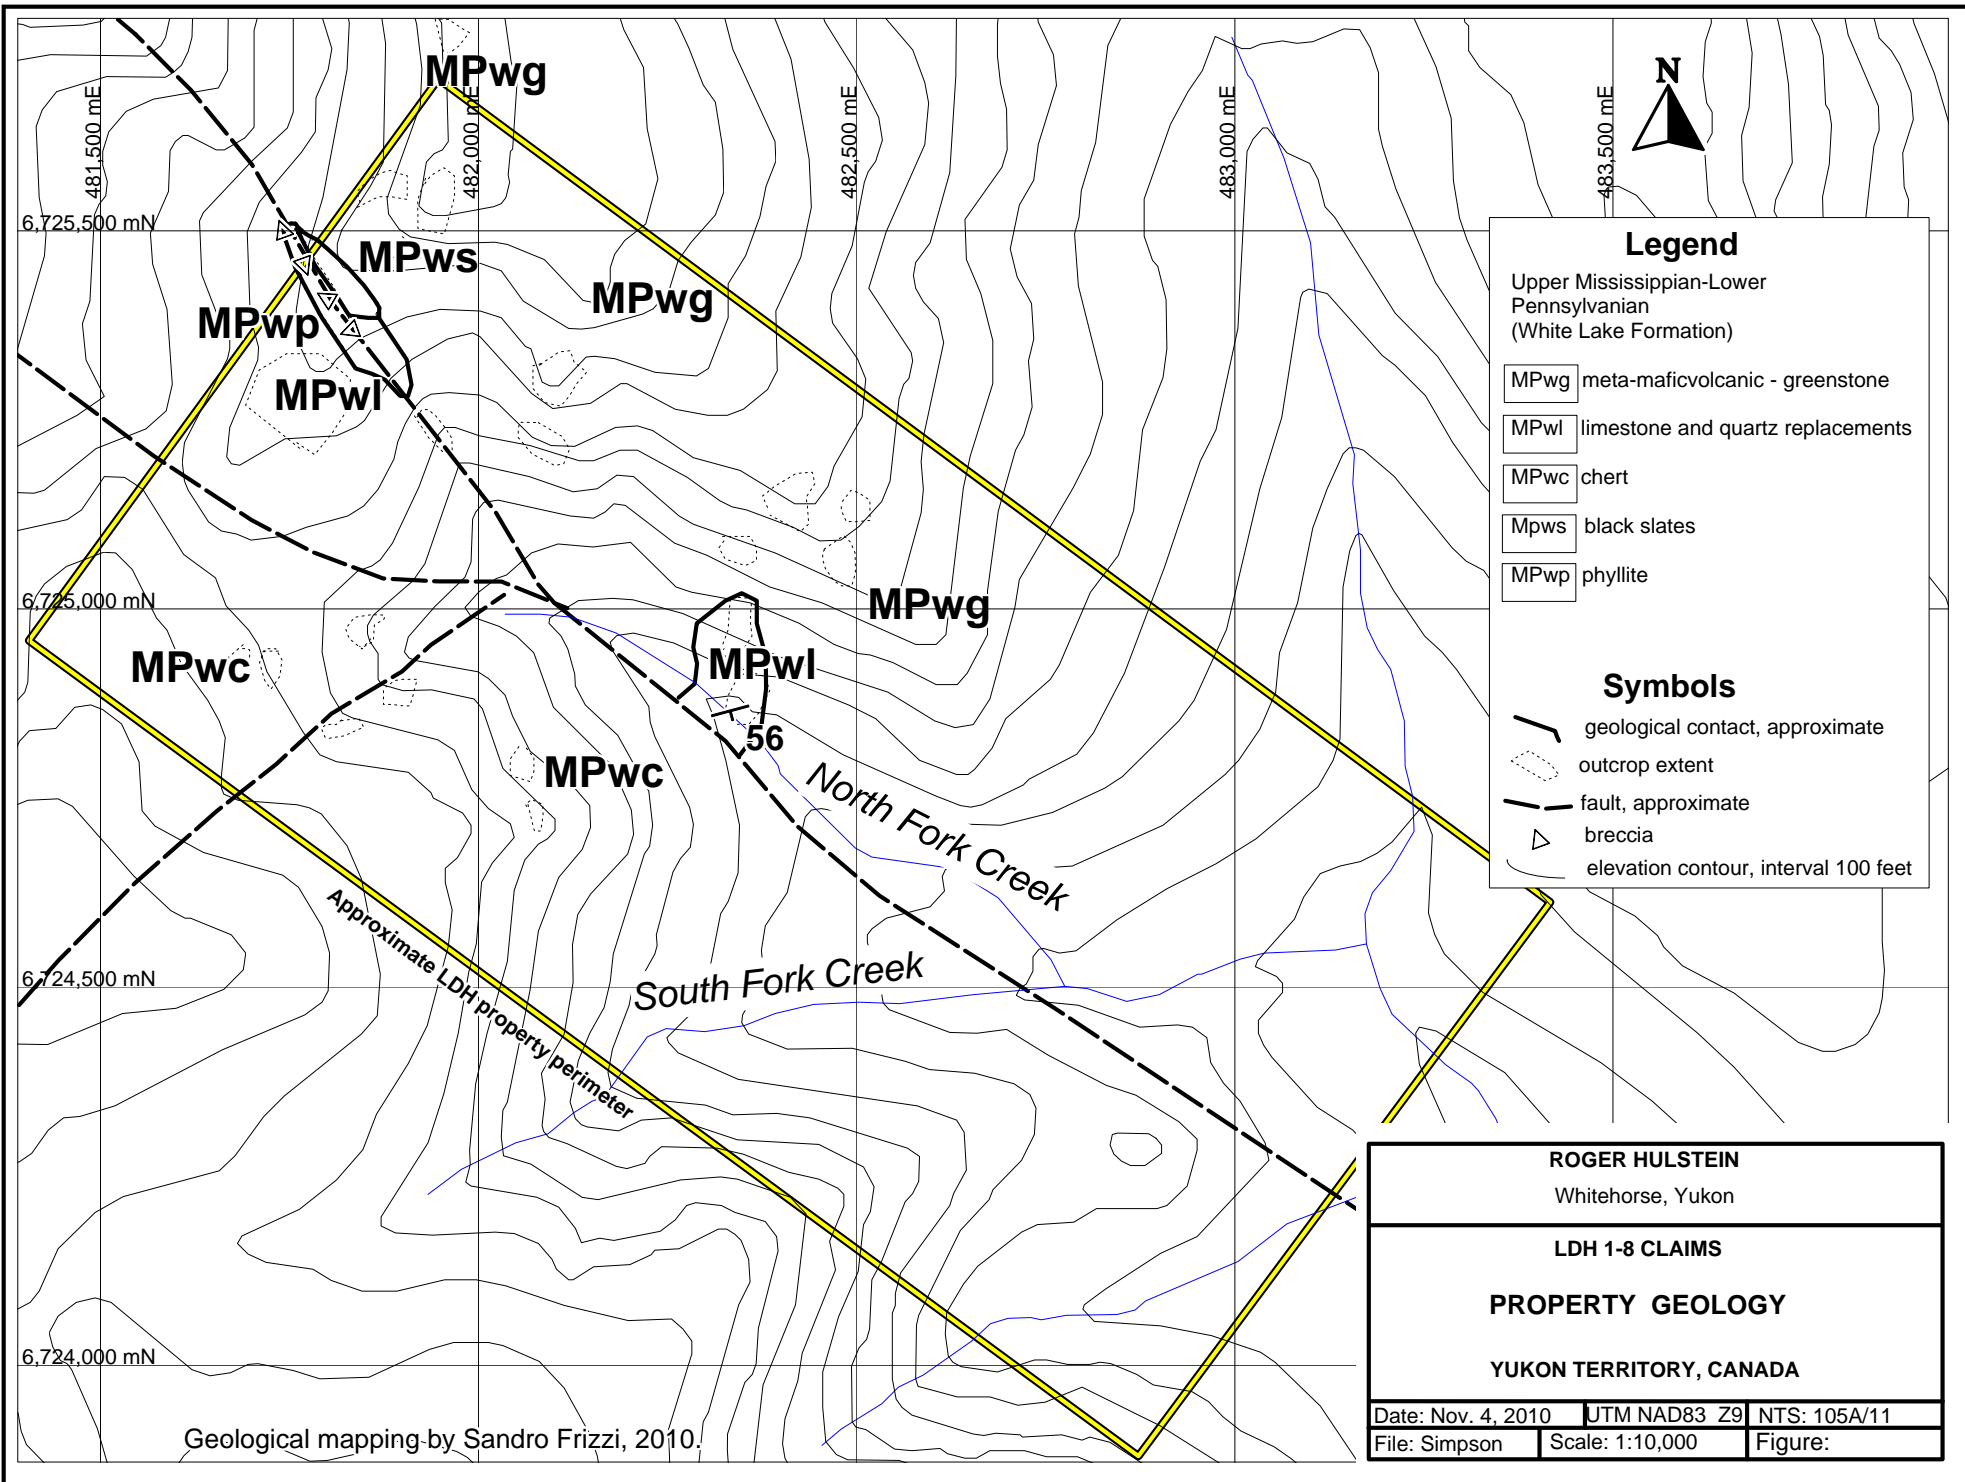 MPwg
N
481,500 mE
482,000 mE
482,500 mE
483,000 mE
483,500 mE
6,725,500 mN
MPws
MPwg
MPwp
MPwl
6,725,000 mN
MPwg
MPwc
MPwl
56
MPwc
North Fork Creek
Approximate LDH property perimeter
South Fork Creek
6,724,500 mN
6,724,000 mN
Geological mapping by Sandro Frizzi, 2010.
Legend
Upper Mississippian-Lower
Pennsylvanian
(White Lake Formation)
MPwg meta-maficvolcanic - greenstone
MPwl limestone and quartz replacements
MPwc chert
Mpws black slates
MPwp phyllite
Symbols
geological contact, approximate
outcrop extent
fault, approximate
breccia
elevation contour, interval 100 feet
ROGER HULSTEIN
Whitehorse, Yukon
LDH 1-8 CLAIMS
PROPERTY GEOLOGY
YUKON TERRITORY, CANADA
Date: Nov. 4, 2010 UTM NAD83 Z9 NTS: 105A/11
File: Simpson Scale: 1:10,000 Figure: